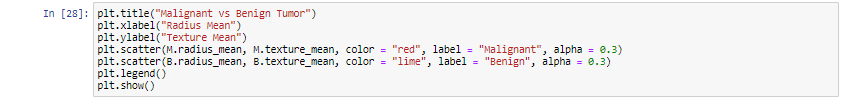 In [28]: plt.title("Malignant vs Benign Tumor")
plt.xlabel("Radius Mean")
plt.ylabel("Texture Mean")
plt.scatter(M.radius_mean, M.texture_mean, color = "red", label = "Malignant", alpha = 0.3)
plt.scatter(B.radius_mean, B.texture_mean, color = "lime", label = "Benign", alpha = 0.3)
plt.legend()
plt.show()